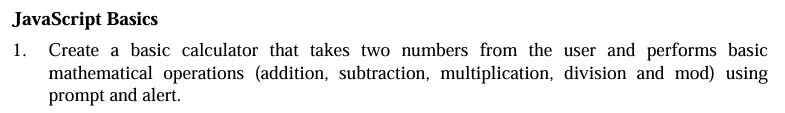 JavaScript Basics
1. Create a basic calculator that takes two numbers from the user and performs basic
mathematical operations (addition, subtraction, multiplication, division and mod) using
prompt and alert.